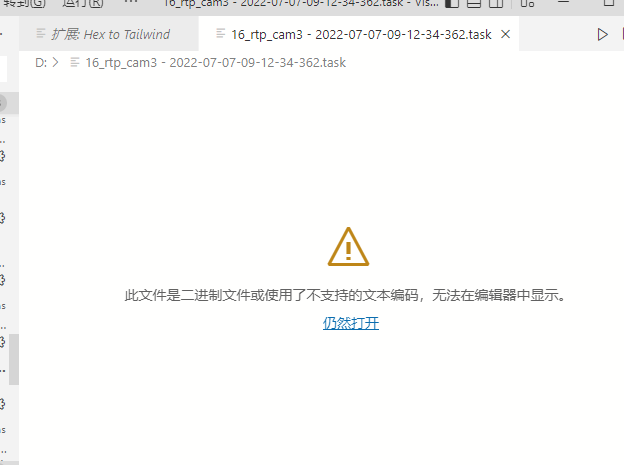 转到(G) 运行(R) ··· 16_rtp_cam3 - 2022-07-07-09-12-34-362.task - Vis...
扩展: Hex to Tailwind 16_rtp_cam3 - 2022-07-07-09-12-34-362.task
D: > 16_rtp_cam3 - 2022-07-07-09-12-34-362.task
此文件是二进制文件或使用了不支持的文本编码，无法在编辑器中显示。
仍然打开